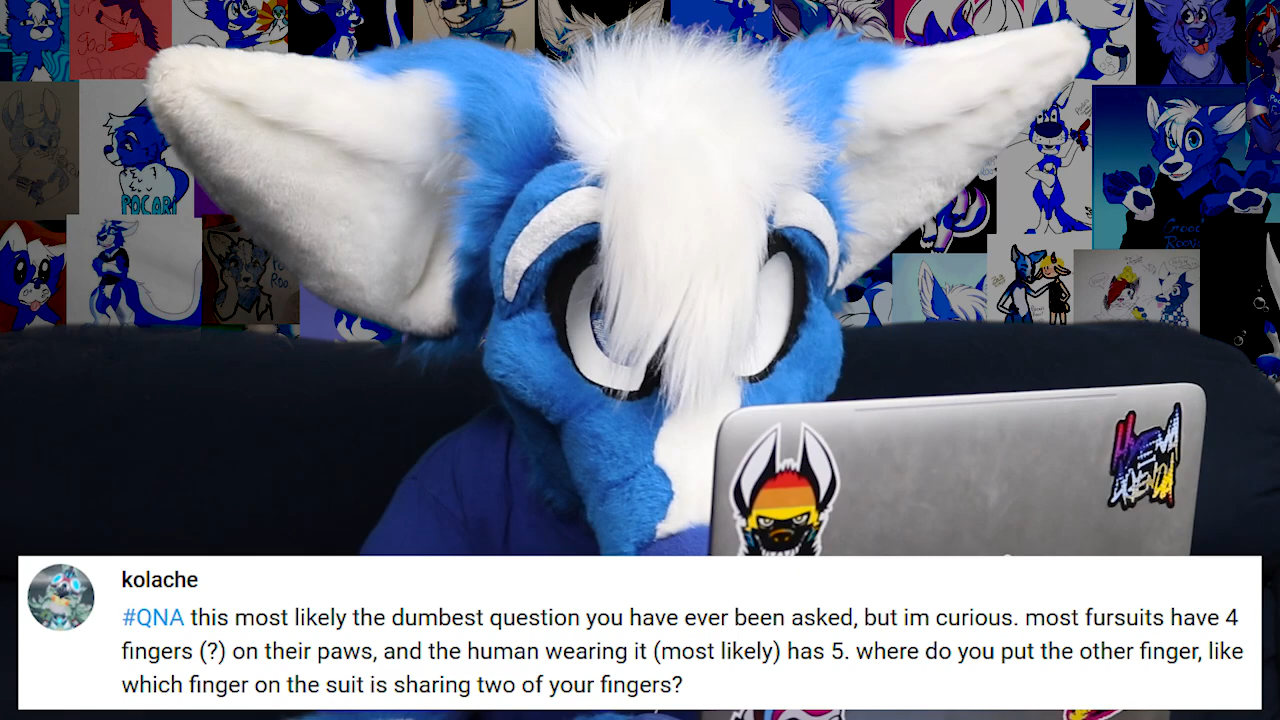 POCARI
kolache
#QNA this most likely the dumbest question you have ever been asked, but im curious. most fursuits have 4
fingers (?) on their paws, and the human wearing it (most likely) has 5. where do you put the other finger, like
which finger on the suit is sharing two of your fingers?